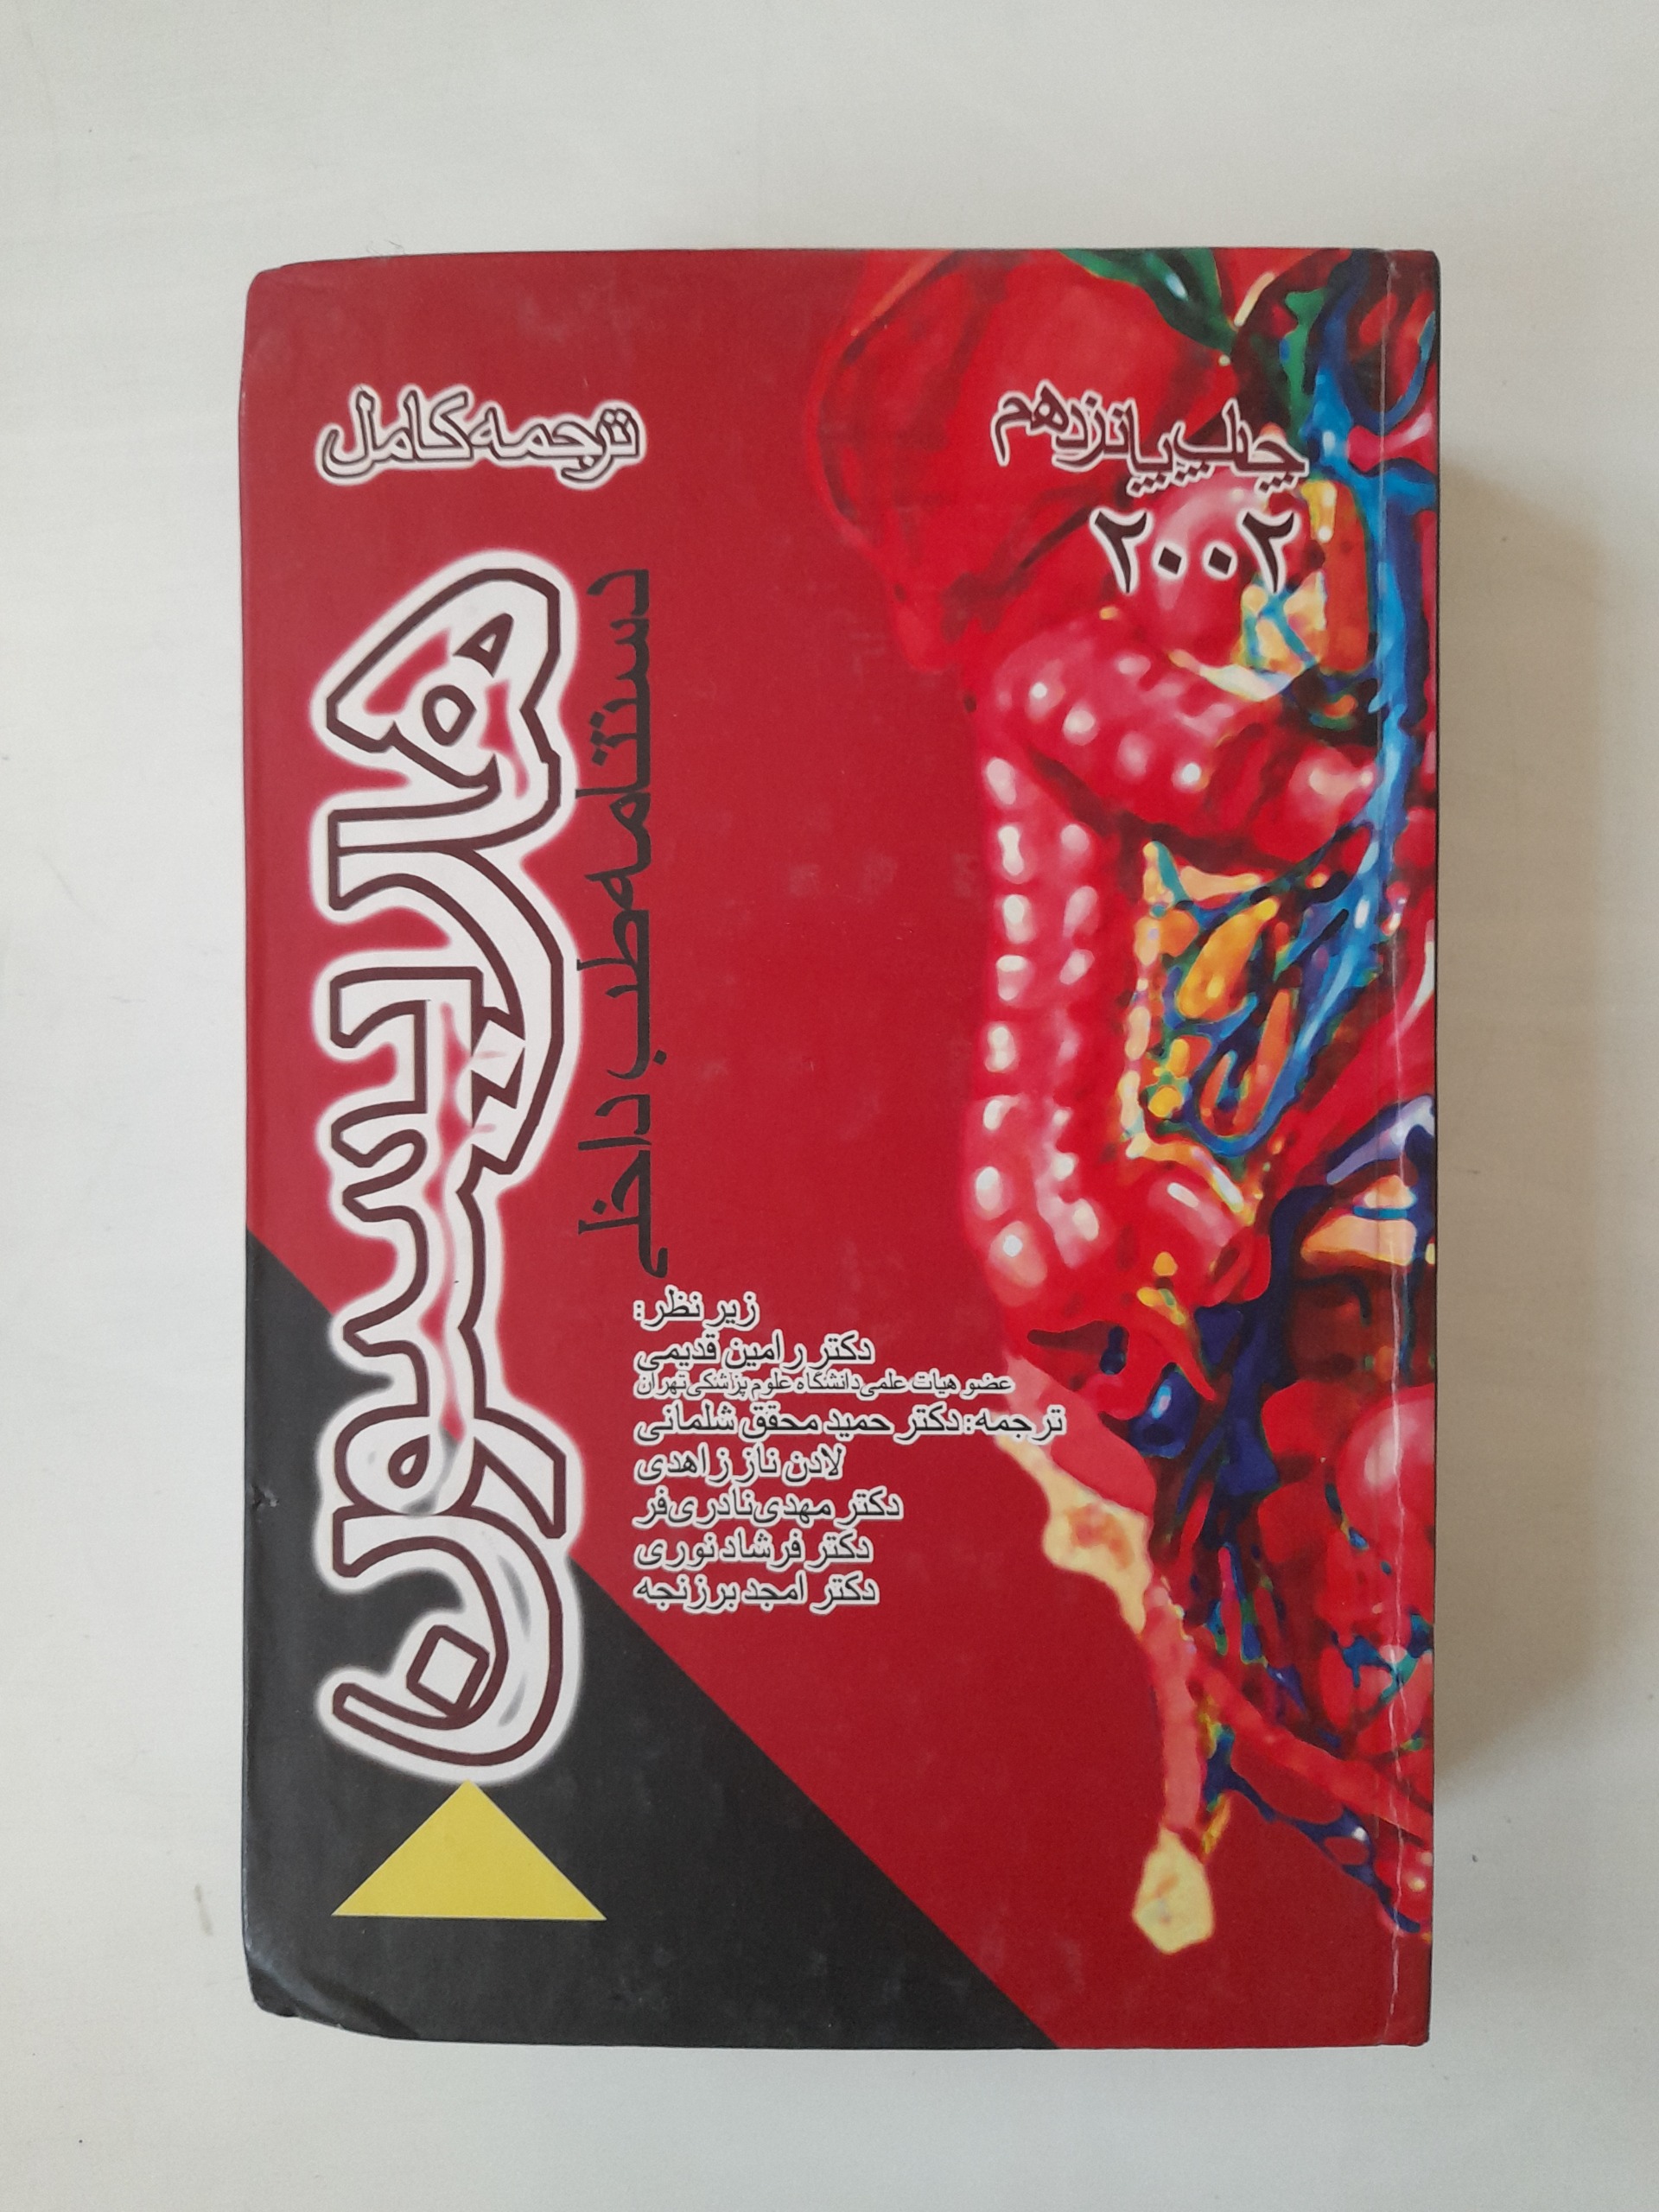 چاپ پانزدهم
۲۰۰۲
ترجمه کامل
هاریسون
دستنامه طب داخلی
زیر نظر:
دکتر رامین قدیمی
عضو هیات علمی دانشگاه علوم پزشکی تهران
ترجمه: دکتر حمید محقق شلمانی
لادن ناز زاهدی
دکتر مهدی نادری فر
دکتر فرشاد نوری
دکتر امجد برزنجه